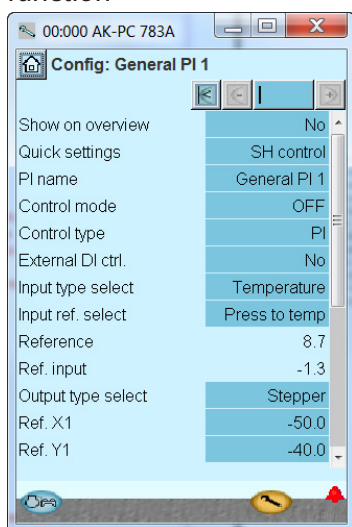 function
00:000 AK-PC 783A
Config: General PI 1
Show on overview No
Quick settings SH control
PI name General PI 1
Control mode OFF
Control type PI
External DI ctrl. No
Input type select Temperature
Input ref. select Press to temp
Reference 8.7
Ref. input -1.3
Output type select Stepper
Ref. X1 -50.0
Ref. Y1 -40.0